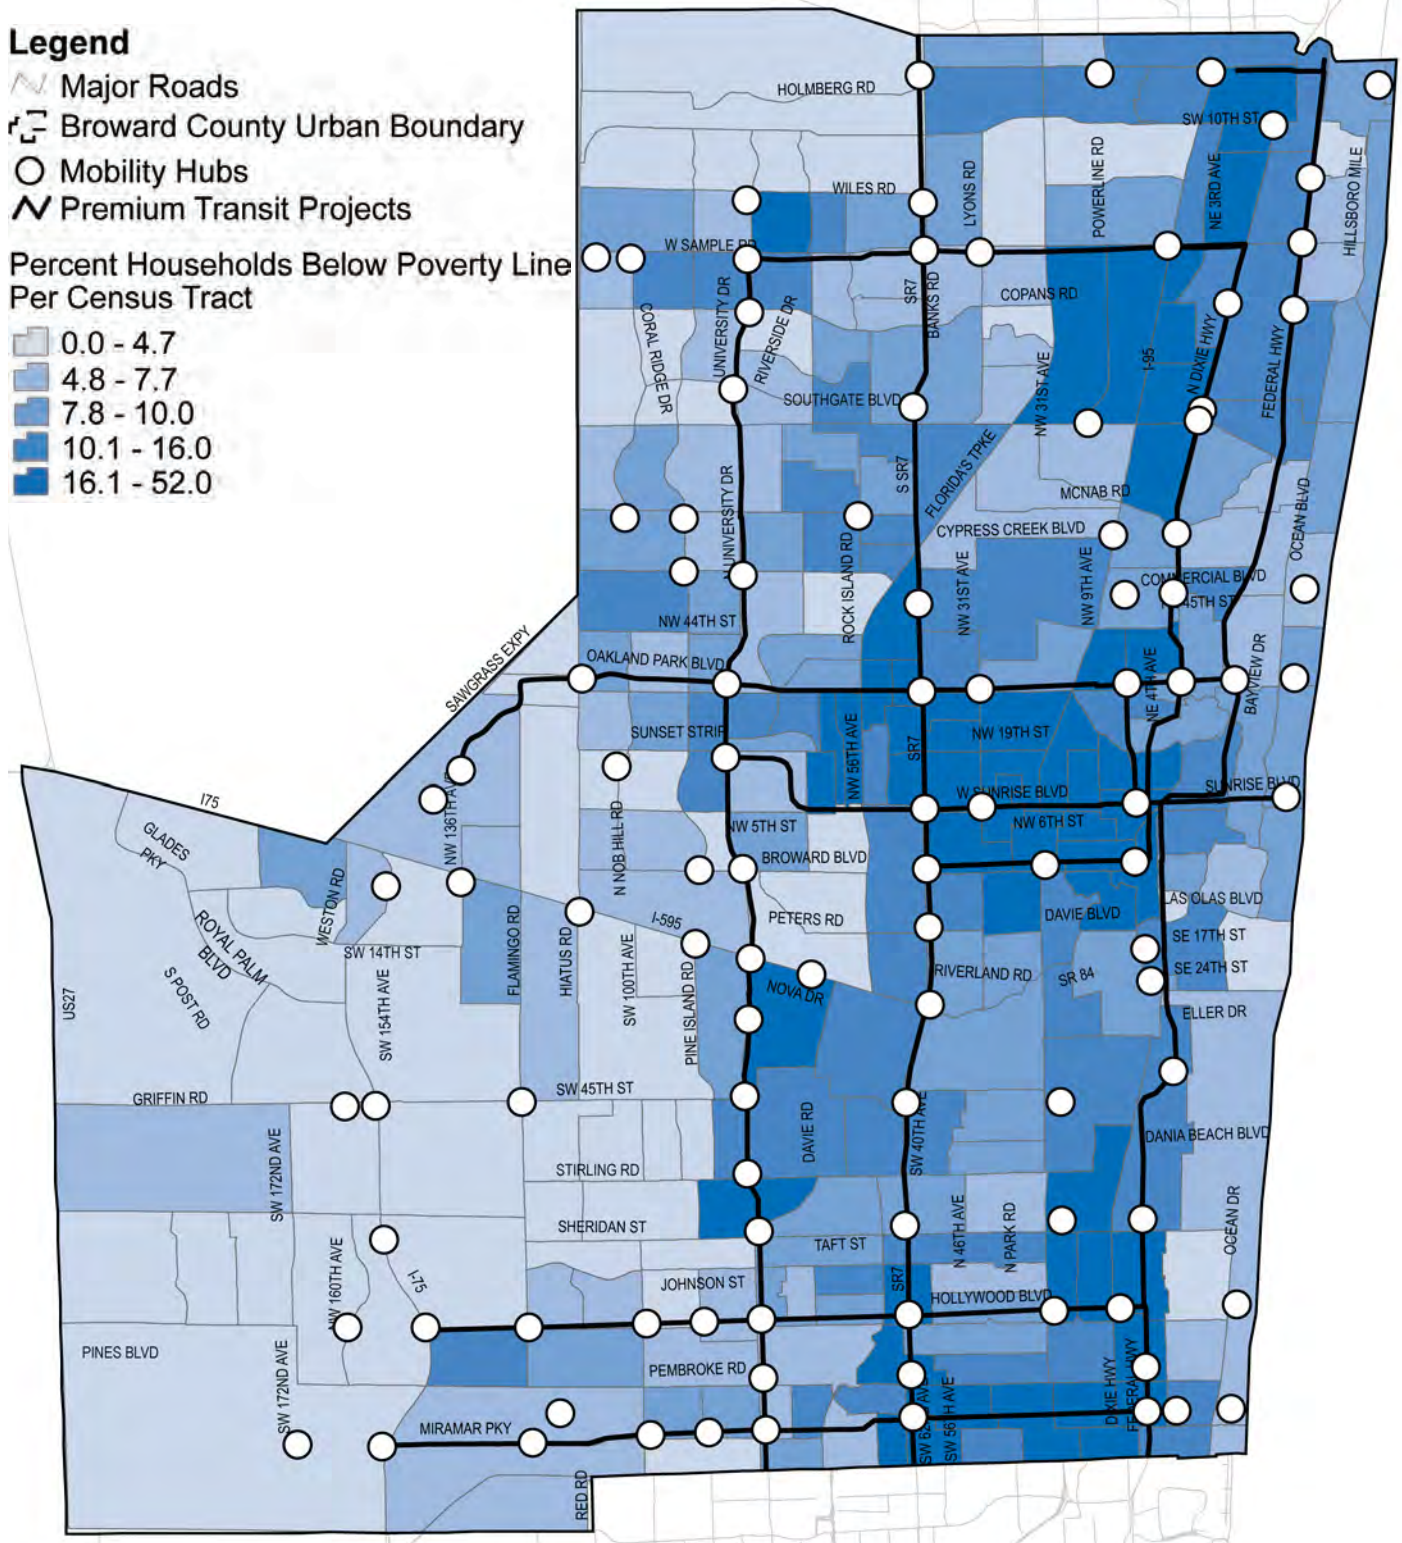 Legend
Major Roads
Broward County Urban Boundary
Mobility Hubs
Premium Transit Projects
Percent Households Below Poverty Line
Per Census Tract
0.0 - 4.7
4.8 - 7.7
7.8 - 10.0
10.1 - 16.0
16.1 - 52.0
HOLMBERG RD
SW 10TH ST
POWERLINE RD
NE 3RD AVE
HILLSBORO MILE
WILES RD
LYONS RD
W SAMPLE RD
SR7
BANKS RD
COPANS RD
CORAL RIDGE DR
UNIVERSITY DR
RIVERSIDE DR
I-95
N DIXIE HWY
FEDERAL HWY
NW 31ST AVE
SOUTHGATE BLVD
S SR7
FLORIDA'S TPKE
MCNAB RD
N UNIVERSITY DR
CYPRESS CREEK BLVD
OCEAN BLVD
ROCK ISLAND RD
NW 31ST AVE
NW 9TH AVE
COMMERCIAL BLVD
45TH ST
NW 44TH ST
SAWGRASS EXPY
OAKLAND PARK BLVD
NE 4TH AVE
BAYVIEW DR
SUNSET STRIP
NW 56TH AVE
SR7
NW 19TH ST
I75
NW 136TH AVE
N NOB HILL RD
W SUNRISE BLVD
SUNRISE BLVD
NW 5TH ST
NW 6TH ST
GLADES
PKY
BROWARD BLVD
WESTON RD
ROYAL PALM
BLVD
FLAMINGO RD
HIATUS RD
I-595
PETERS RD
DAVIE BLVD
LAS OLAS BLVD
SW 14TH ST
SW 100TH AVE
PINE ISLAND RD
SE 17TH ST
SE 24TH ST
US27
S POST RD
SW 154TH AVE
NOVA DR
RIVERLAND RD
SR 84
ELLER DR
GRIFFIN RD
SW 45TH ST
DAVIE RD
SW 40TH AVE
DANIA BEACH BLVD
SW 172ND AVE
STIRLING RD
SHERIDAN ST
TAFT ST
N 46TH AVE
N PARK RD
OCEAN DR
NW 160TH AVE
I-75
JOHNSON ST
SR7
HOLLYWOOD BLVD
PINES BLVD
SW 172ND AVE
PEMBROKE RD
DIXIE HWY
FEDERAL HWY
MIRAMAR PKY
SW 62ND AVE
SW 56TH AVE
RED RD